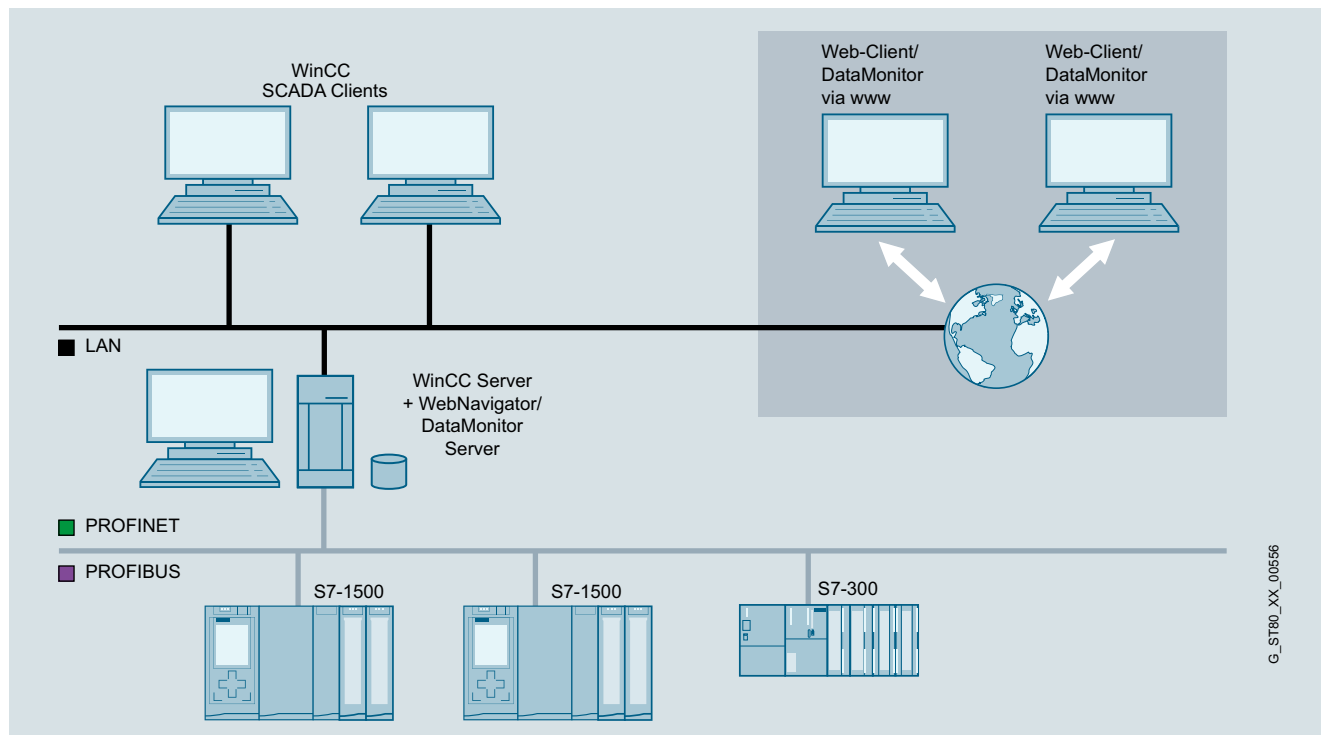 WinCC
SCADA Clients
Web-Client/
DataMonitor
via www
Web-Client/
DataMonitor
via www
LAN
WinCC Server
+ WebNavigator/
DataMonitor
Server
PROFINET
PROFIBUS
S7-1500
S7-1500
S7-300
G_ST80_XX_00556